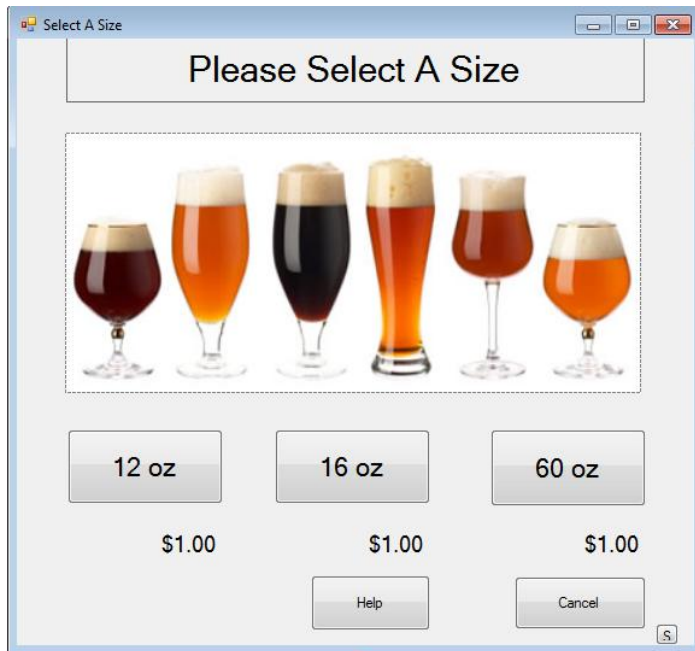 Select A Size
Please Select A Size
12 oz
16 oz
60 oz
$1.00
$1.00
$1.00
Help
Cancel
S